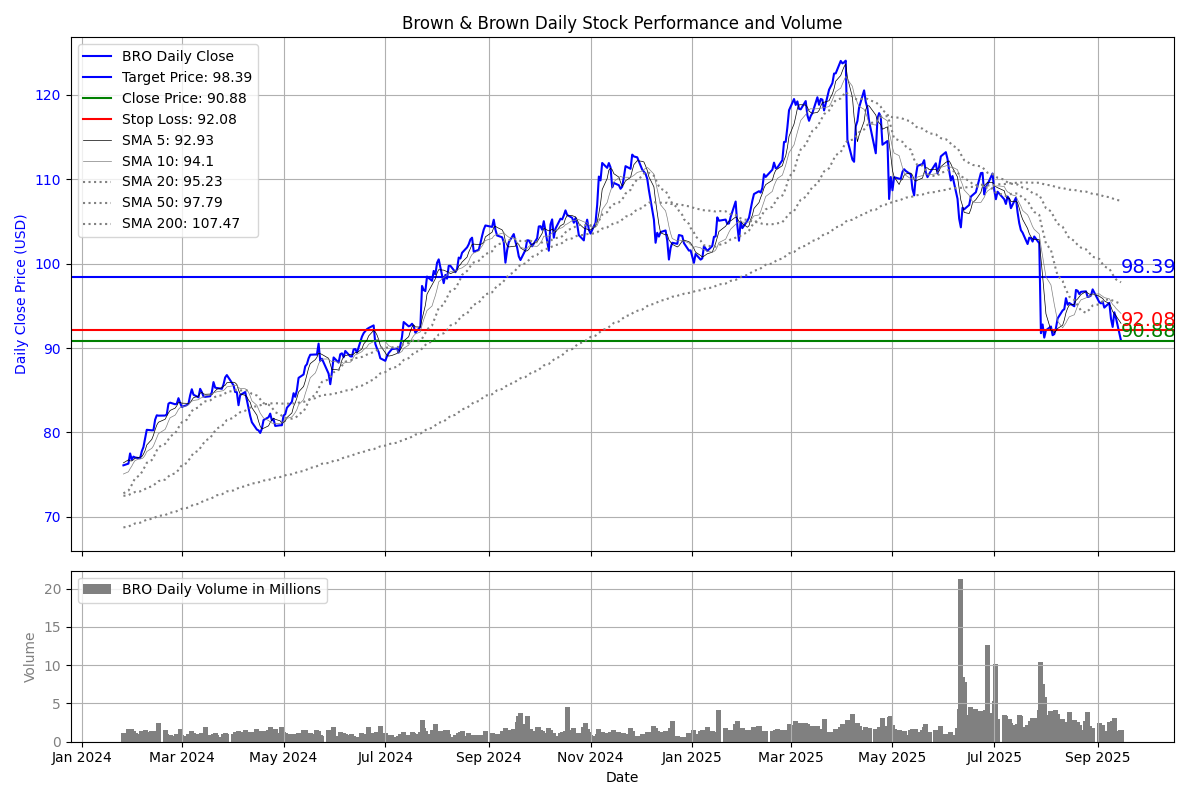 Brown & Brown Daily Stock Performance and Volume
BRO Daily Close
Target Price: 98.39
Close Price: 90.88
Stop Loss: 92.08
SMA 5: 92.93
SMA 10: 94.1
SMA 20: 95.23
SMA 50: 97.79
SMA 200: 107.47
Daily Close Price (USD)
120
110
100
90
80
70
98.39
92.08
90.88
BRO Daily Volume in Millions
Volume
20
15
10
5
0
Jan 2024 Mar 2024 May 2024 Jul 2024 Sep 2024 Nov 2024 Jan 2025 Mar 2025 May 2025 Jul 2025 Sep 2025
Date